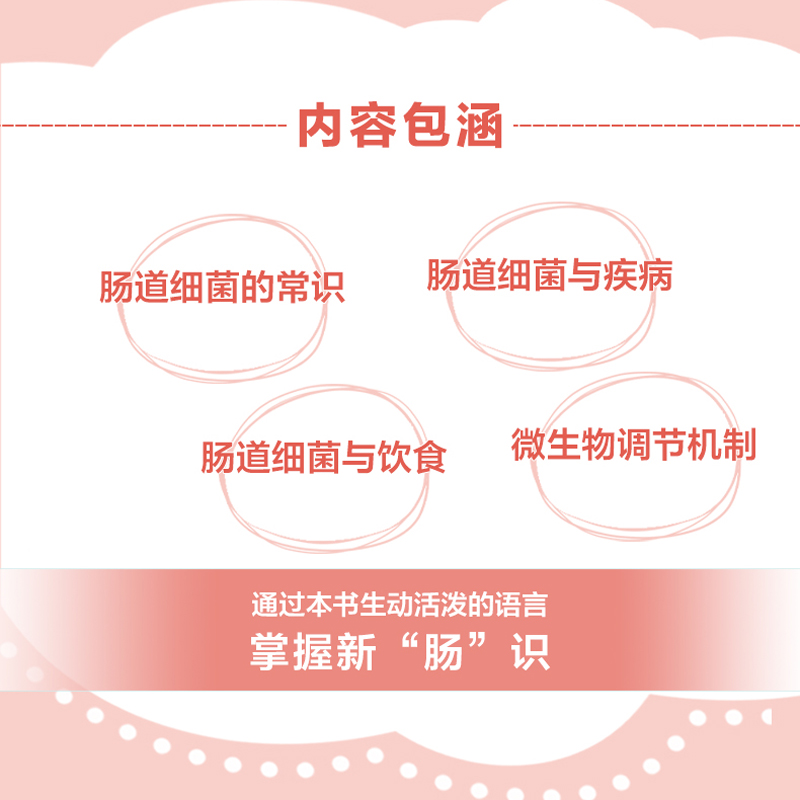 内容包涵
肠道细菌的常识
肠道细菌与疾病
肠道细菌与饮食
微生物调节机制
通过本书生动活泼的语言
掌握新“肠”识